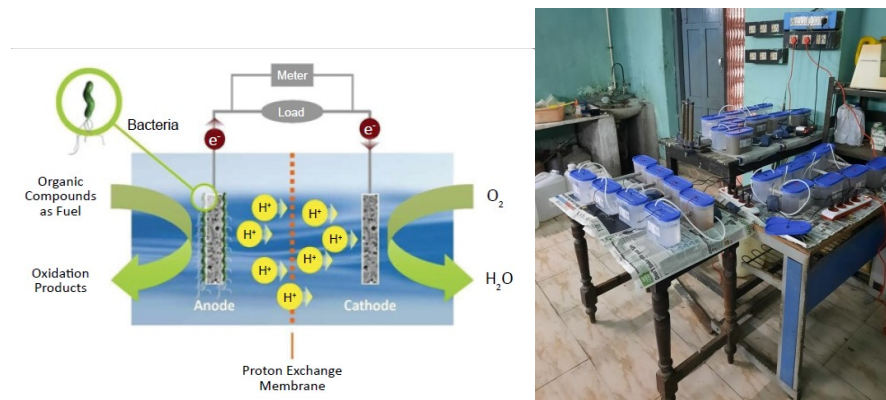 Meter
Load
e-
e-
Bacteria
Organic
Compounds
as Fuel
Oxidation
Products
H+
H+
H+
H+
H+
H+
H+
O2
H2O
Anode
Cathode
Proton Exchange
Membrane